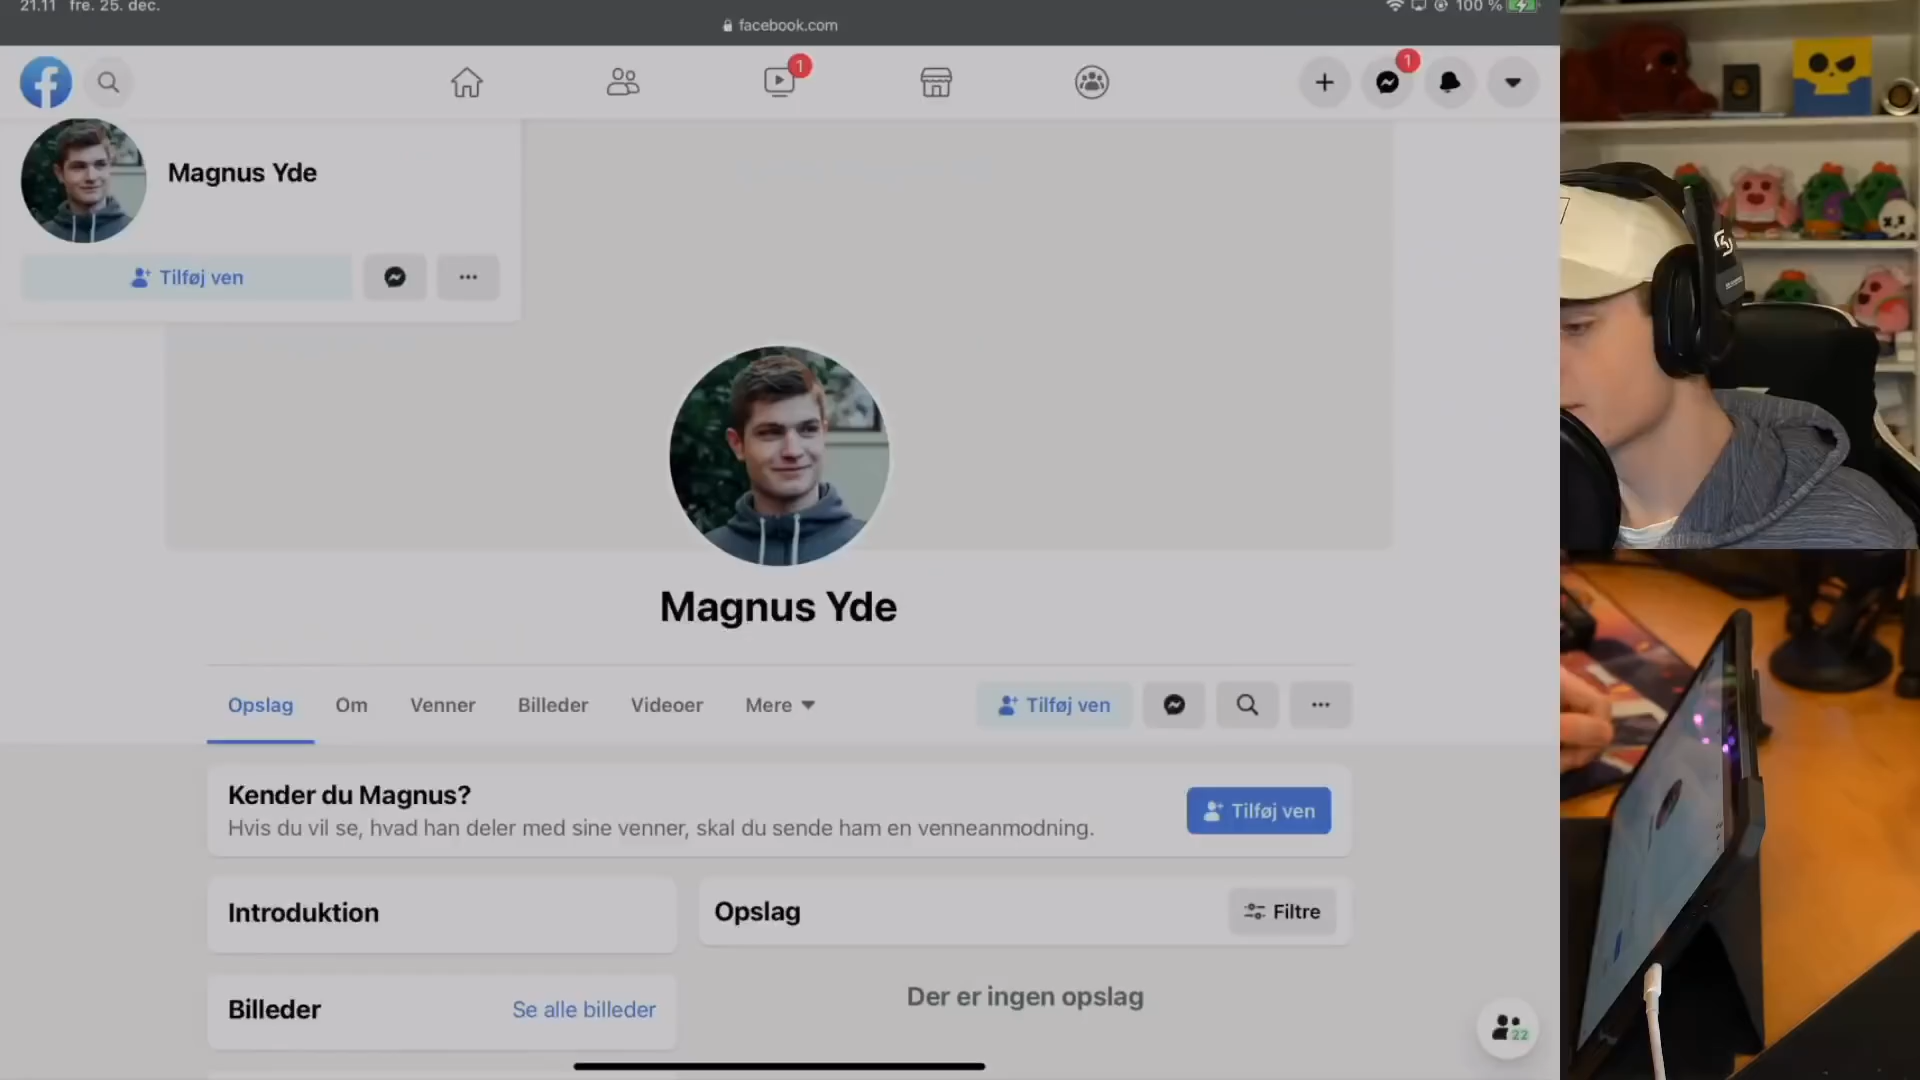 21.11 fre. 25. dec.
100 %
facebook.com
1
1
Magnus Yde
Tilføj ven
Magnus Yde
Opslag Om Venner Billeder Videoer Mere Tilføj ven
Kender du Magnus?
Hvis du vil se, hvad han deler med sine venner, skal du sende ham en venneanmodning.
Tilføj ven
Introduktion
Opslag
Filtre
Billeder
Se alle billeder
Der er ingen opslag
22